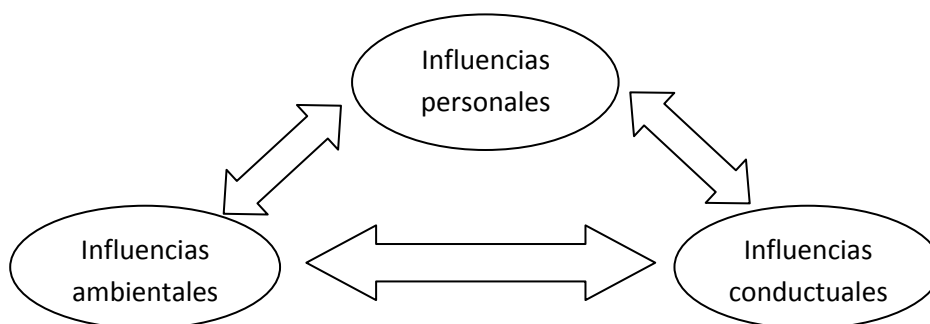 Influencias
personales
Influencias
ambientales
Influencias
conductuales